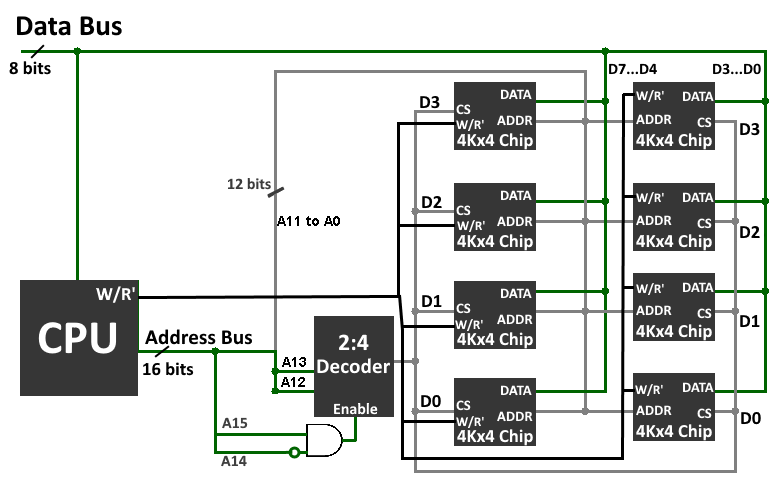 Data Bus
8 bits
D7...D4
D3...D0
D3
CS
W/R'
DATA
ADDR
4Kx4 Chip
W/R'
DATA
ADDR
CS
4Kx4 Chip
D3
12 bits
A11 to A0
D2
CS
W/R'
DATA
ADDR
4Kx4 Chip
W/R'
DATA
ADDR
CS
4Kx4 Chip
D2
W/R'
CPU
Address Bus
16 bits
D1
CS
W/R'
DATA
ADDR
4Kx4 Chip
W/R'
DATA
ADDR
CS
4Kx4 Chip
D1
A13
A12
2:4
Decoder
Enable
D0
CS
W/R'
DATA
ADDR
4Kx4 Chip
W/R'
DATA
ADDR
CS
4Kx4 Chip
D0
A15
A14